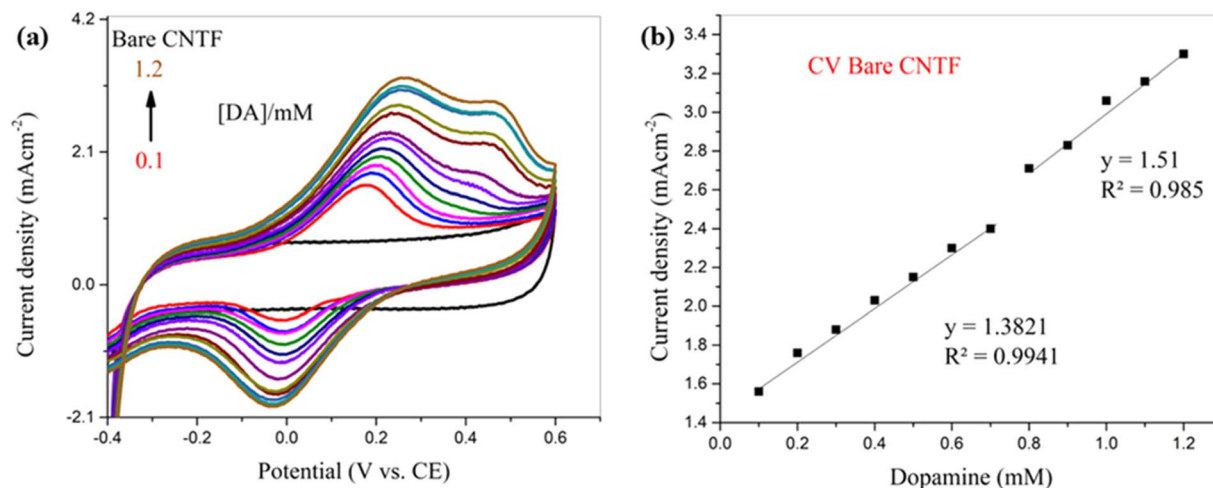 (a)
Bare CNTF
1.2
0.1
[DA]/mM
4.2
2.1
0.0
-2.1
-0.4
-0.2
0.0
0.2
0.4
0.6
Current density (mAcm⁻²)
Potential (V vs. CE)
(b)
CV Bare CNTF
y = 1.51
R² = 0.985
y = 1.3821
R² = 0.9941
3.4
3.2
3.0
2.8
2.6
2.4
2.2
2.0
1.8
1.6
1.4
0.0
0.2
0.4
0.6
0.8
1.0
1.2
Current density (mAcm⁻²)
Dopamine (mM)